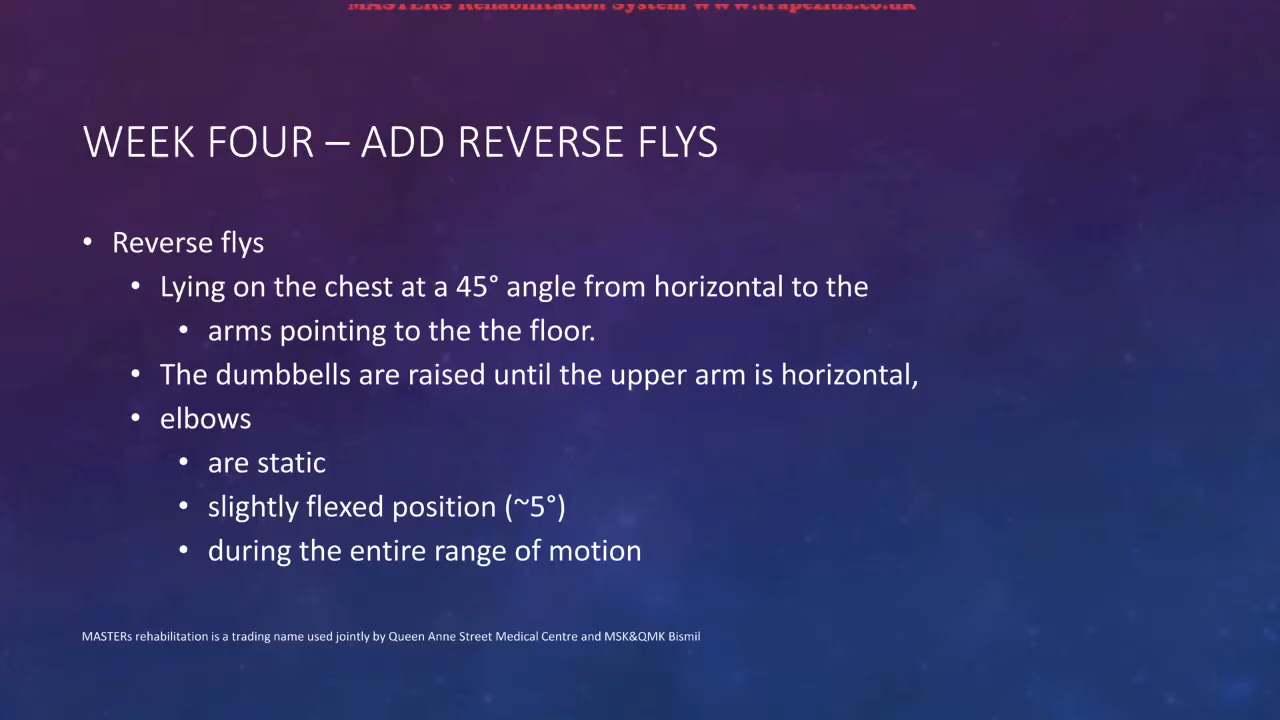 MASTERs Rehabilitation System www.trapezius.co.uk
WEEK FOUR – ADD REVERSE FLYS
• Reverse flys
• Lying on the chest at a 45° angle from horizontal to the
• arms pointing to the the floor.
• The dumbbells are raised until the upper arm is horizontal,
• elbows
• are static
• slightly flexed position (~5°)
• during the entire range of motion
MASTERs rehabilitation is a trading name used jointly by Queen Anne Street Medical Centre and MSK&QMK Bismil